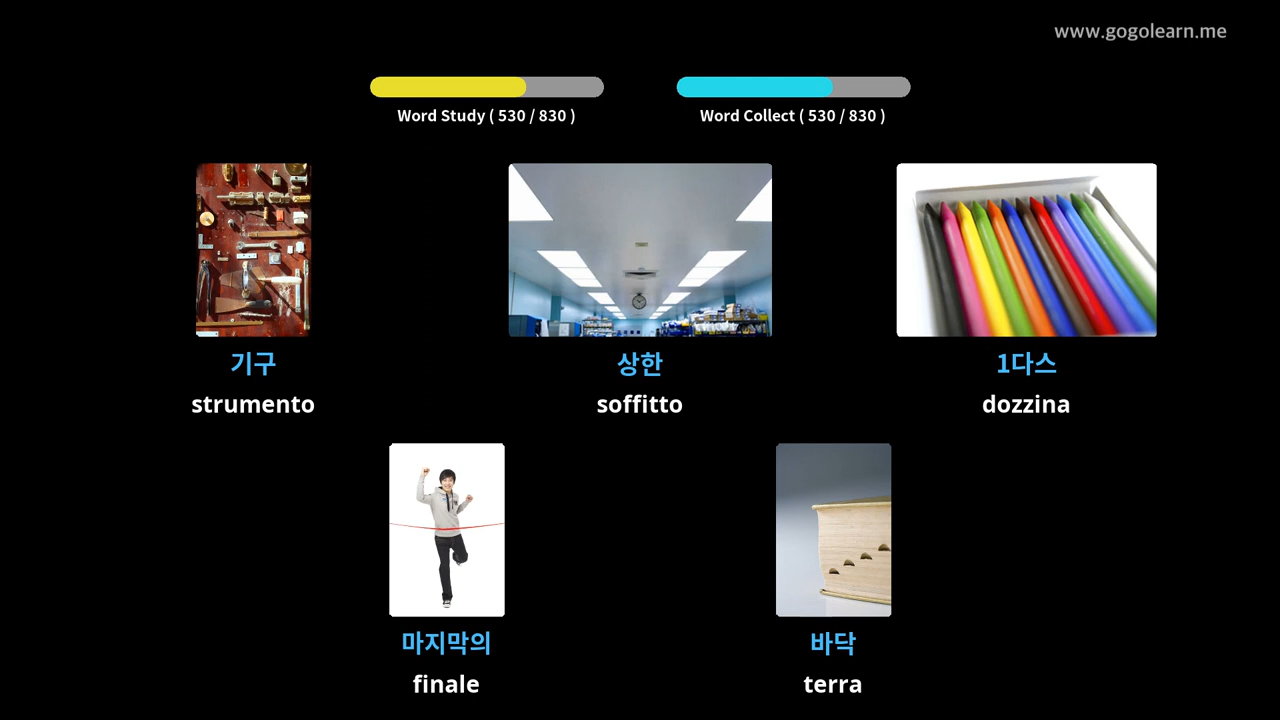 www.gogolearn.me
Word Study ( 530 / 830 )
Word Collect ( 530 / 830 )
기구
strumento
상한
soffitto
1다스
dozzina
마지막의
finale
바닥
terra